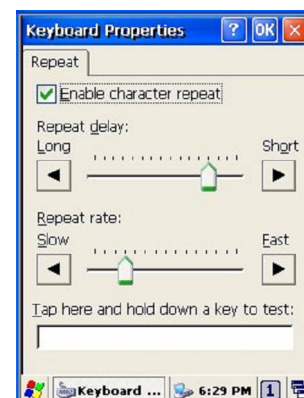 Keyboard Properties ? OK ×
Repeat
Enable character repeat
Repeat delay:
Long Short
Repeat rate:
Slow Fast
Tap here and hold down a key to test:
Keyboard ... 6:29 PM 1